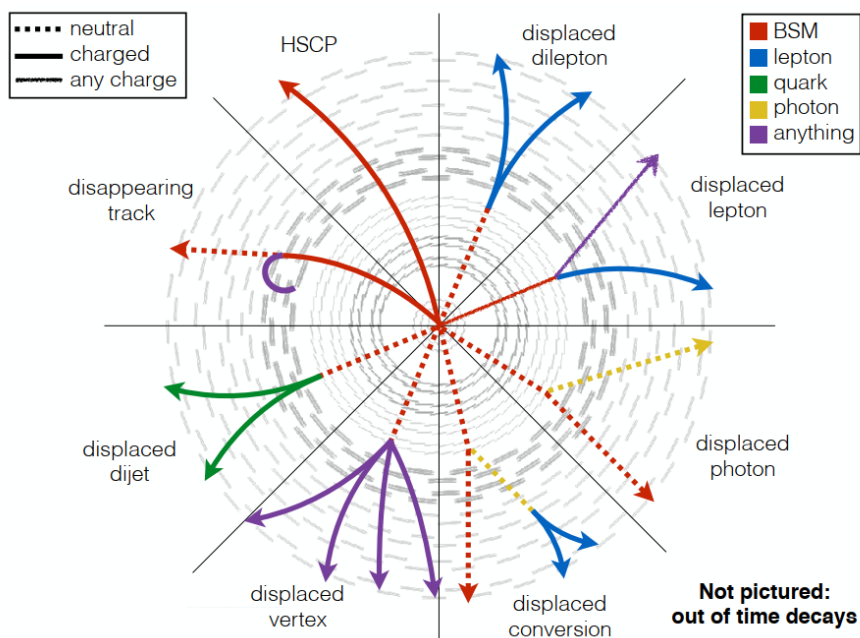 neutral
charged
any charge
HSCP
displaced
dilepton
BSM
lepton
quark
photon
anything
disappearing
track
displaced
lepton
displaced
dijet
displaced
photon
displaced
vertex
displaced
conversion
Not pictured:
out of time decays